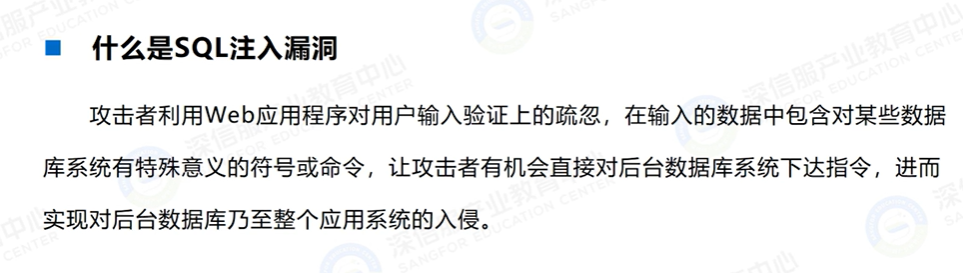 什么是SQL注入漏洞
攻击者利用Web应用程序对用户输入验证上的疏忽，在输入的数据中包含对某些数据
库系统有特殊意义的符号或命令，让攻击者有机会直接对后台数据库系统下达指令，进而
实现对后台数据库乃至整个应用系统的入侵。
深信服产业教育中心
SANGFOR EDUCATION CENTER